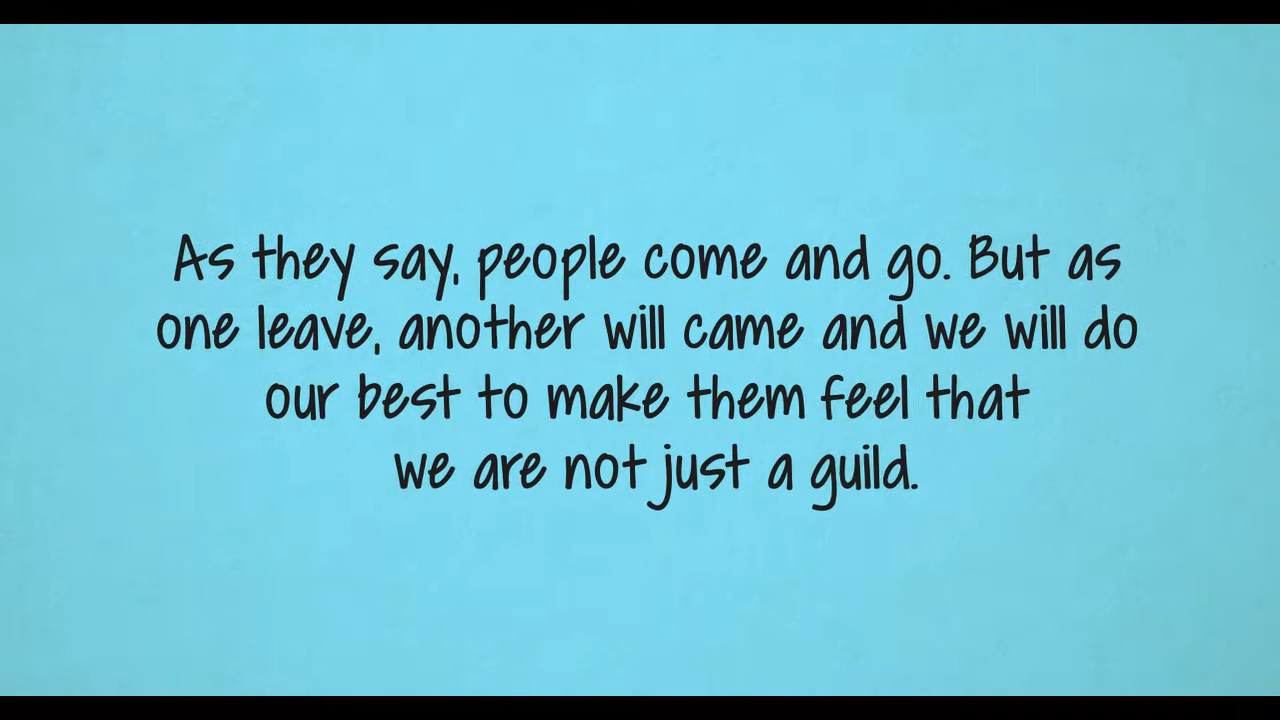 As they say, people come and go. But as
one leave, another will came and we will do
our best to make them feel that
we are not just a guild.